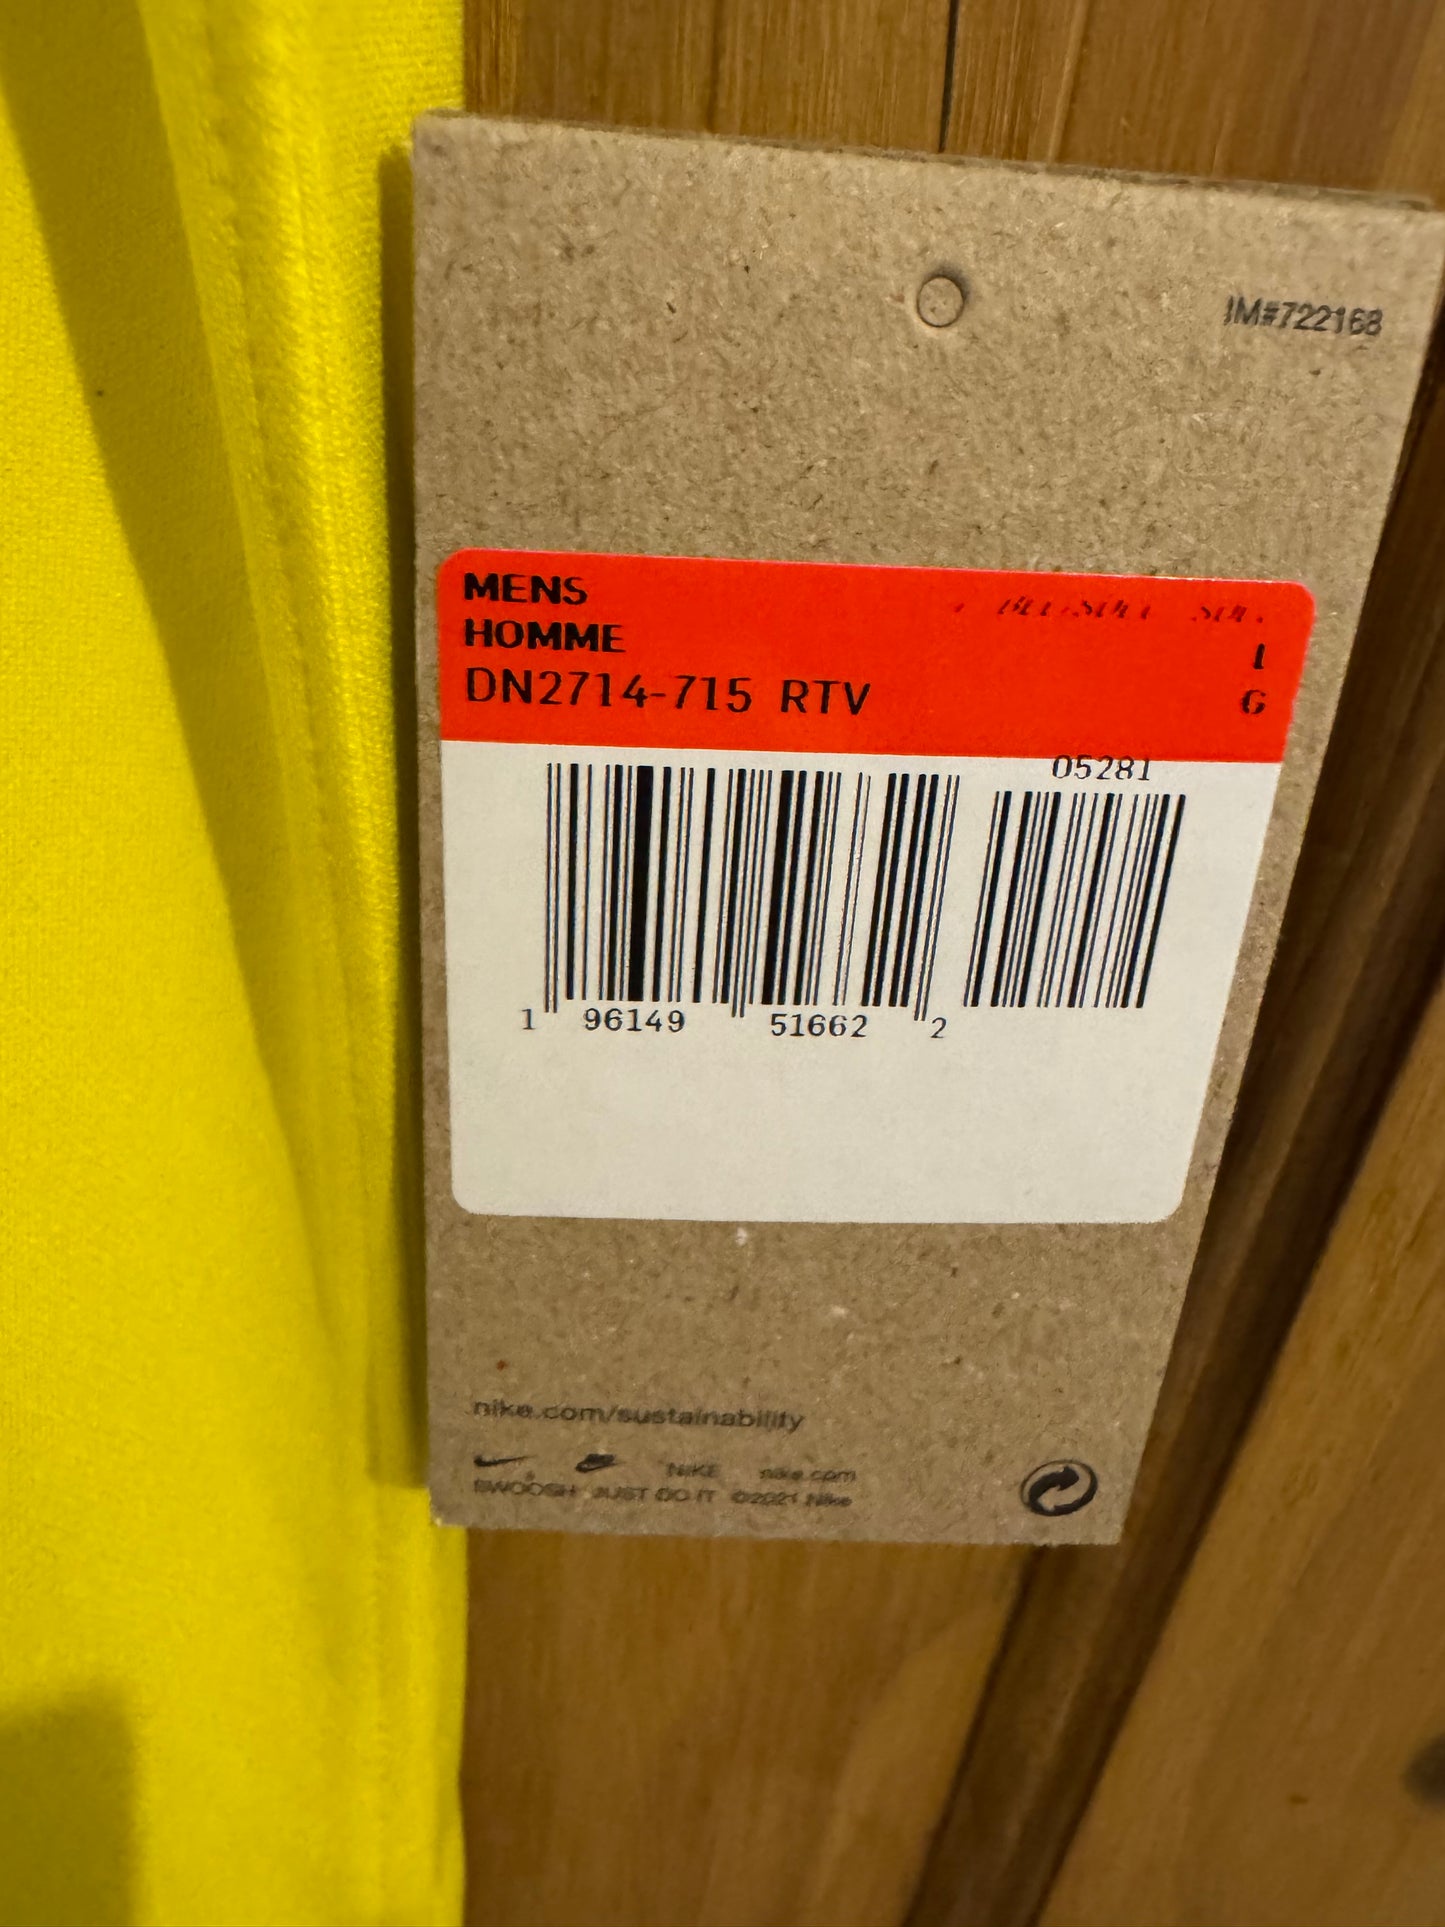 IM#722168
MENS
HOMME
DN2714-715 RTV
G
05281
1 96149 51662 2
nike.com/sustainability
NIKE nike.com
SWOOSH JUST DO IT ©2021 Nike